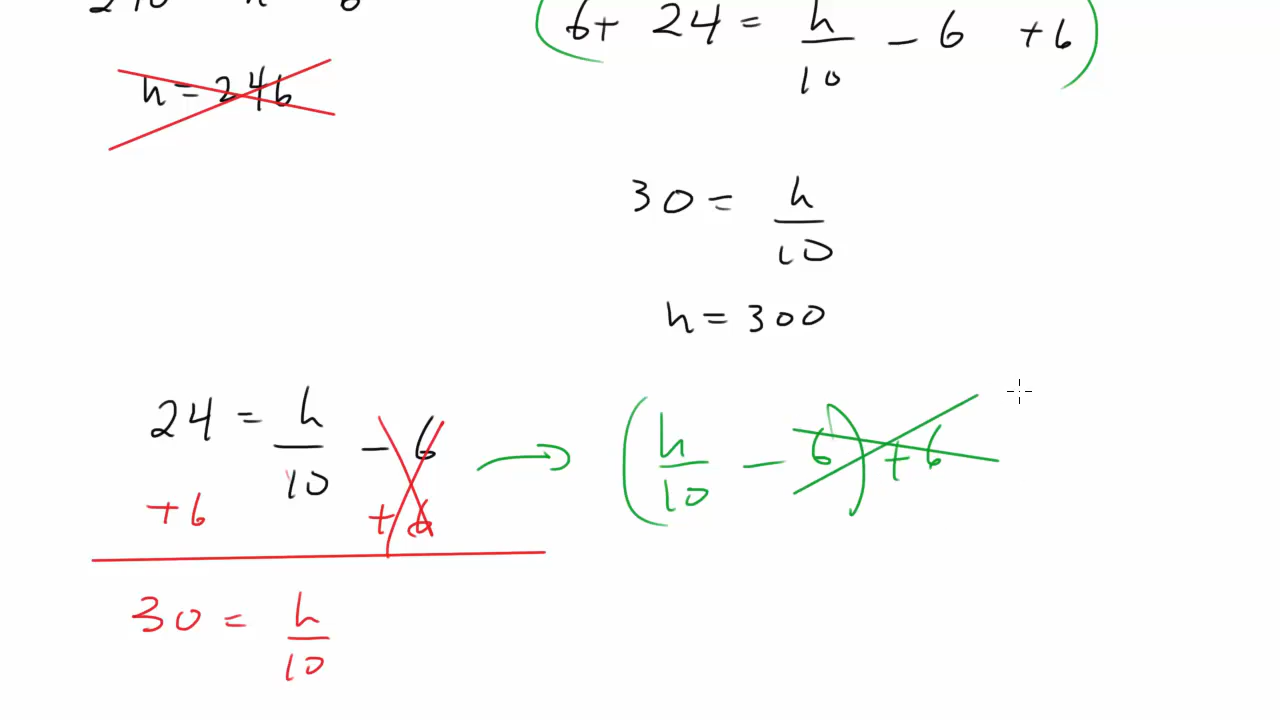 6+ 24 = h/10 - 6 +6
h = 246
30 = h/10
h = 300
24 = h/10 - 6
+6 +6
30 = h/10
(h/10 - 6) + 6